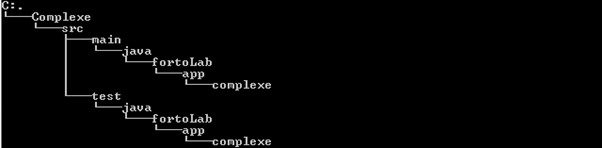 C:.
└───Complexe
    └───src
        ├───main
        │   └───java
        │       └───fortoLab
        │           └───app
        │               └───complexe
        └───test
            └───java
                └───fortoLab
                    └───app
                        └───complexe